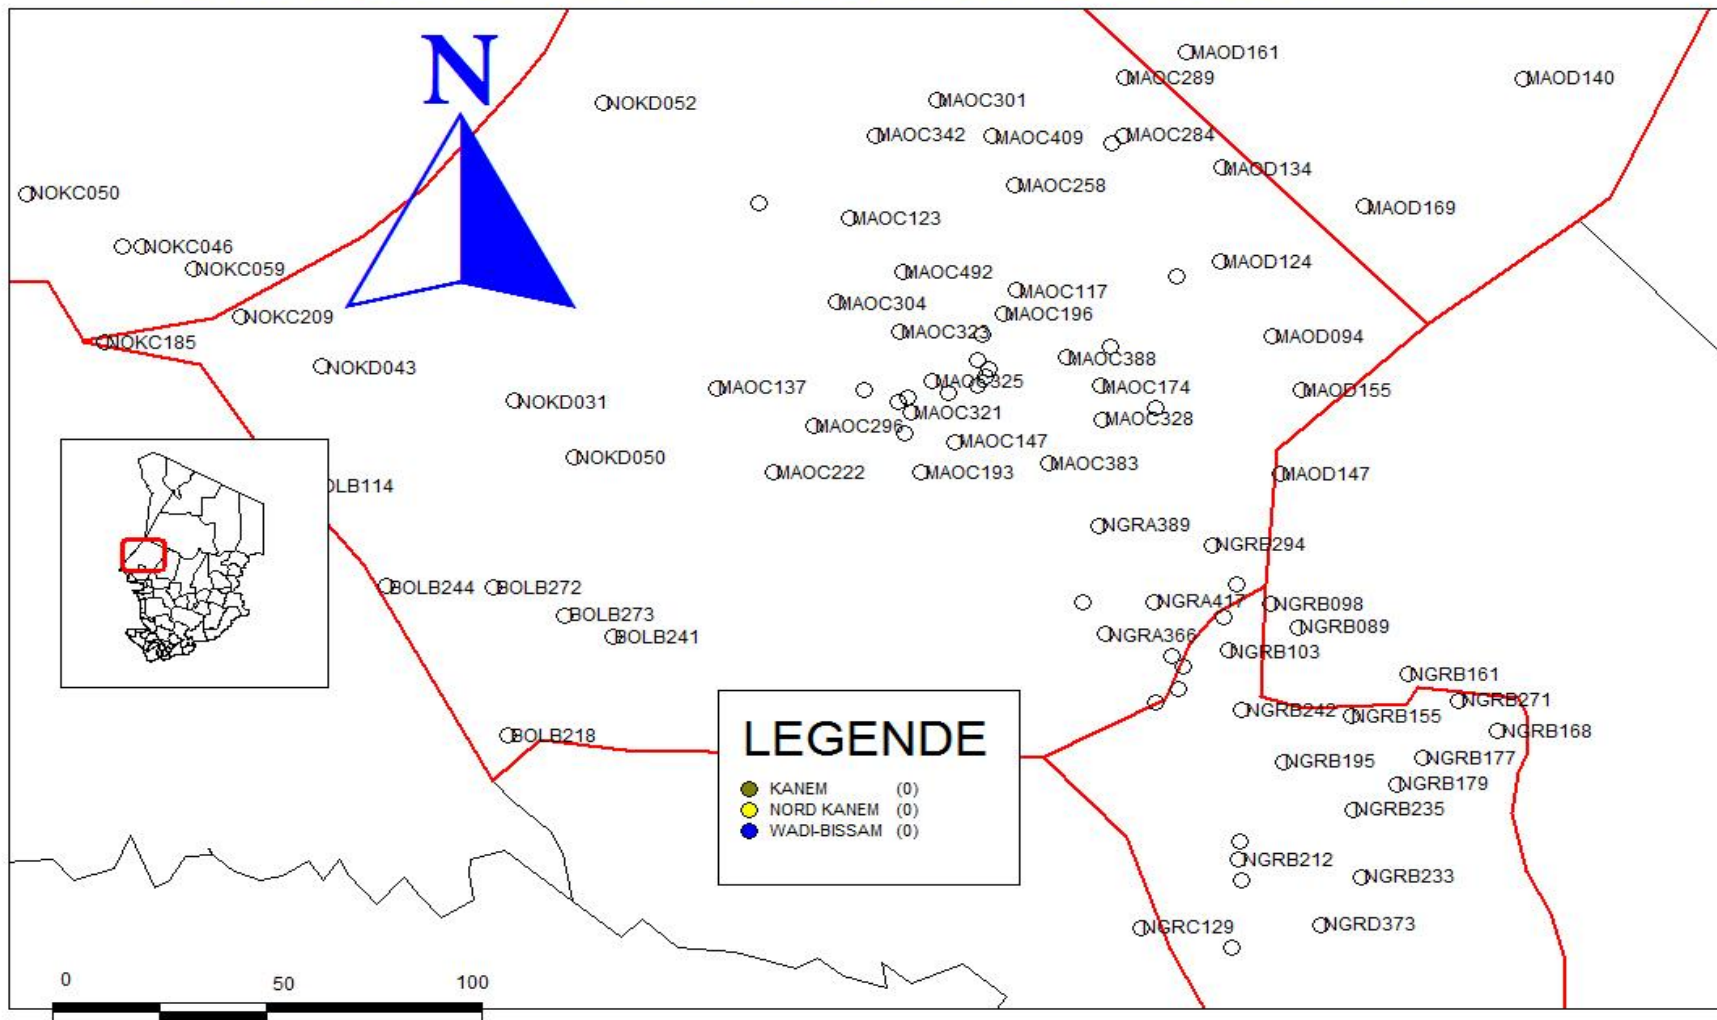 N
MAOD161
MAOC289
MAOD140
NOKD052
MAOC301
MAOC342
MAOC409
MAOC284
MAOD134
NOKC050
MAOC258
MAOD169
MAOC123
NOKC046
NOKC059
MAOC492
MAOD124
MAOC117
MAOC304
MAOC196
NOKC209
MAOC323
MAOD094
NOKC185
MAOC388
NOKD043
MAOC325
MAOC137
MAOC174
MAOD155
NOKD031
MAOC321
MAOC328
MAOC296
MAOC147
NOKD050
MAOC383
MAOC222
MAOC193
MAOD147
OLB114
NGRA389
NGRB294
BOLB244
BOLB272
NGRA417
NGRB098
BOLB273
NGRB089
BOLB241
NGRA366
NGRB103
NGRB161
NGRB271
NGRB242
NGRB155
NGRB168
BOLB218
LEGENDE
KANEM (0)
NORD KANEM (0)
WADI-BISSAM (0)
NGRB195
NGRB177
NGRB179
NGRB235
NGRB212
NGRB233
NGRC129
NGRD373
0 50 100